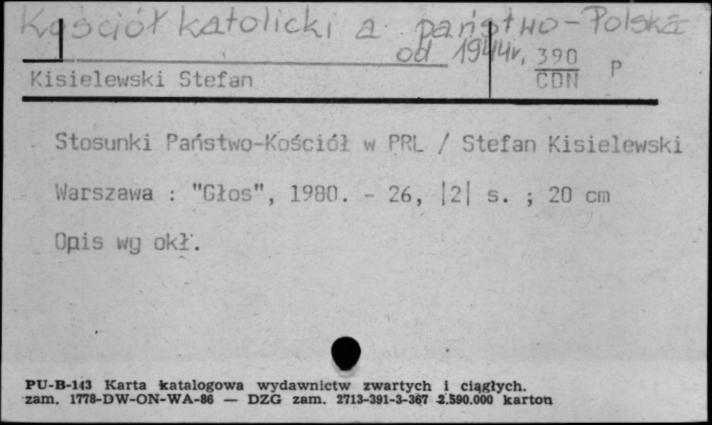 Kościół katolicki a państwo - Polska
od 1944r.
390 P
CDN
Kisielewski Stefan
Stosunki Państwo-Kościół w PRL / Stefan Kisielewski
Warszawa : "Głos", 1980. - 26, |2| s. ; 20 cm
Opis wg okł.
PU-B-143 Karta katalogowa wydawnictw zwartych i ciągłych.
zam. 1778-DW-ON-WA-86 — DZG zam. 2713-391-3-367 2.590.000 karton